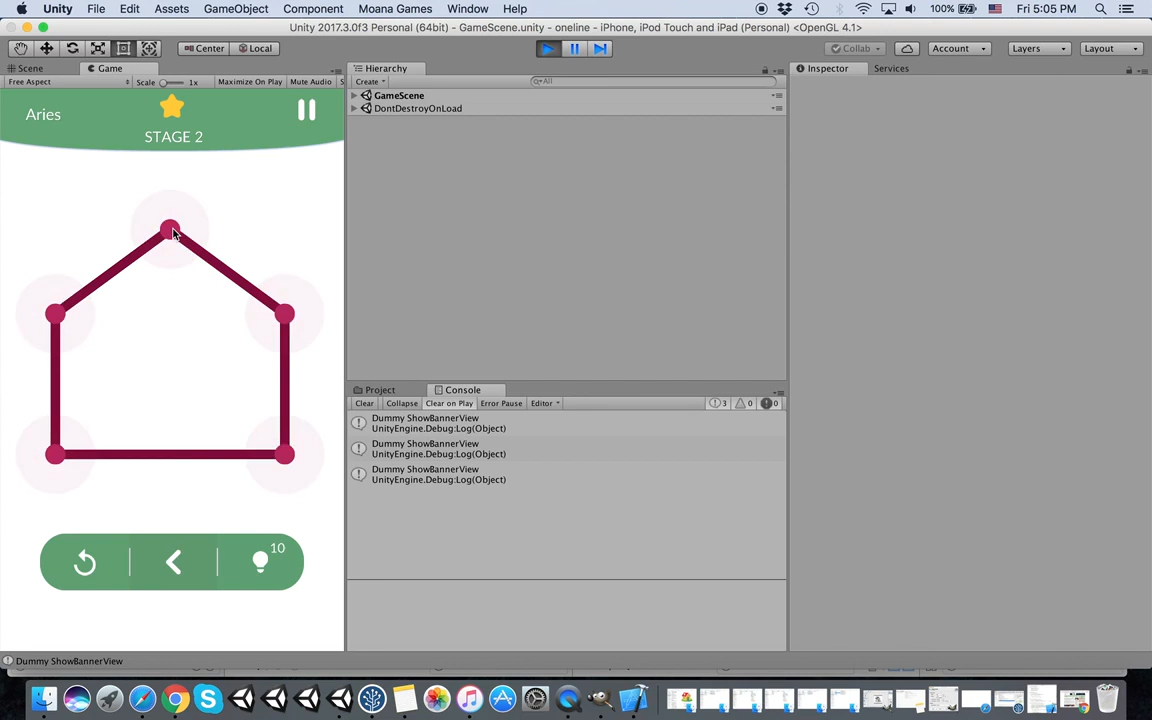 Unity File Edit Assets GameObject Component Moana Games Window Help 100% Fri 5:05 PM
Unity 2017.3.0f3 Personal (64bit) - GameScene.unity - oneline - iPhone, iPod Touch and iPad (Personal) <OpenGL 4.1>
Center Local Collab Account Layers Layout
Scene Game Hierarchy Inspector Services
Free Aspect Scale 1x Maximize On Play Mute Audio S Create All
GameScene
DontDestroyOnLoad
Aries
STAGE 2
10
Project Console
Clear Collapse Clear on Play Error Pause Editor 3 0 0
Dummy ShowBannerView
UnityEngine.Debug:Log(Object)
Dummy ShowBannerView
UnityEngine.Debug:Log(Object)
Dummy ShowBannerView
UnityEngine.Debug:Log(Object)
Dummy ShowBannerView